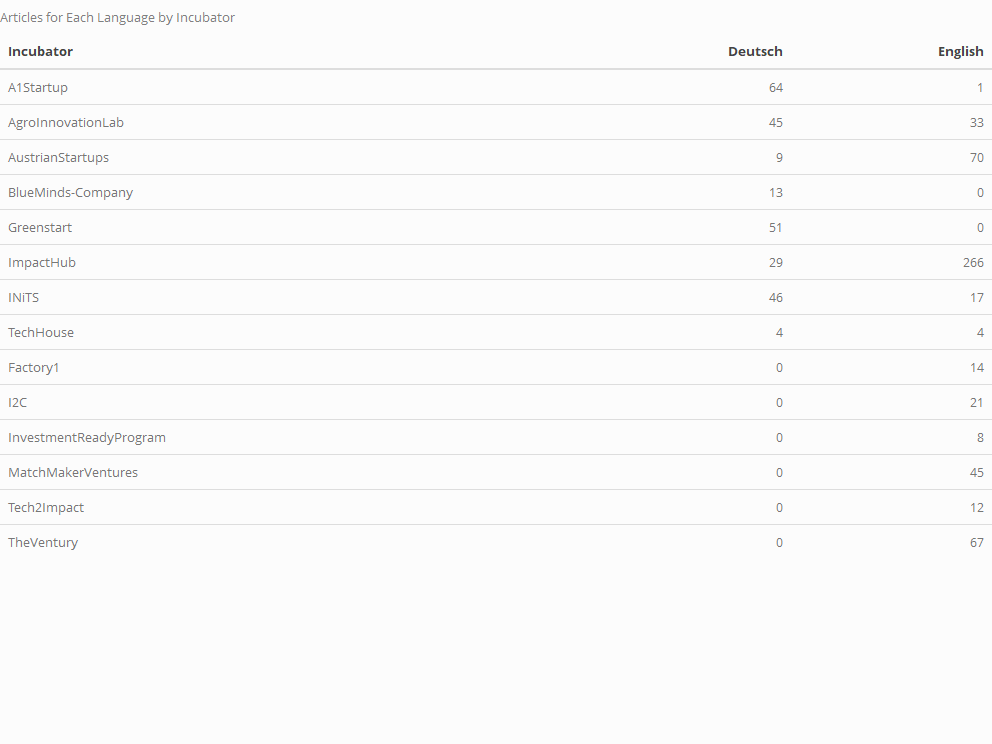 Articles for Each Language by Incubator
Incubator Deutsch English
A1Startup 64 1
AgroInnovationLab 45 33
AustrianStartups 9 70
BlueMinds-Company 13 0
Greenstart 51 0
ImpactHub 29 266
INiTS 46 17
TechHouse 4 4
Factory1 0 14
I2C 0 21
InvestmentReadyProgram 0 8
MatchMakerVentures 0 45
Tech2Impact 0 12
TheVentury 0 67